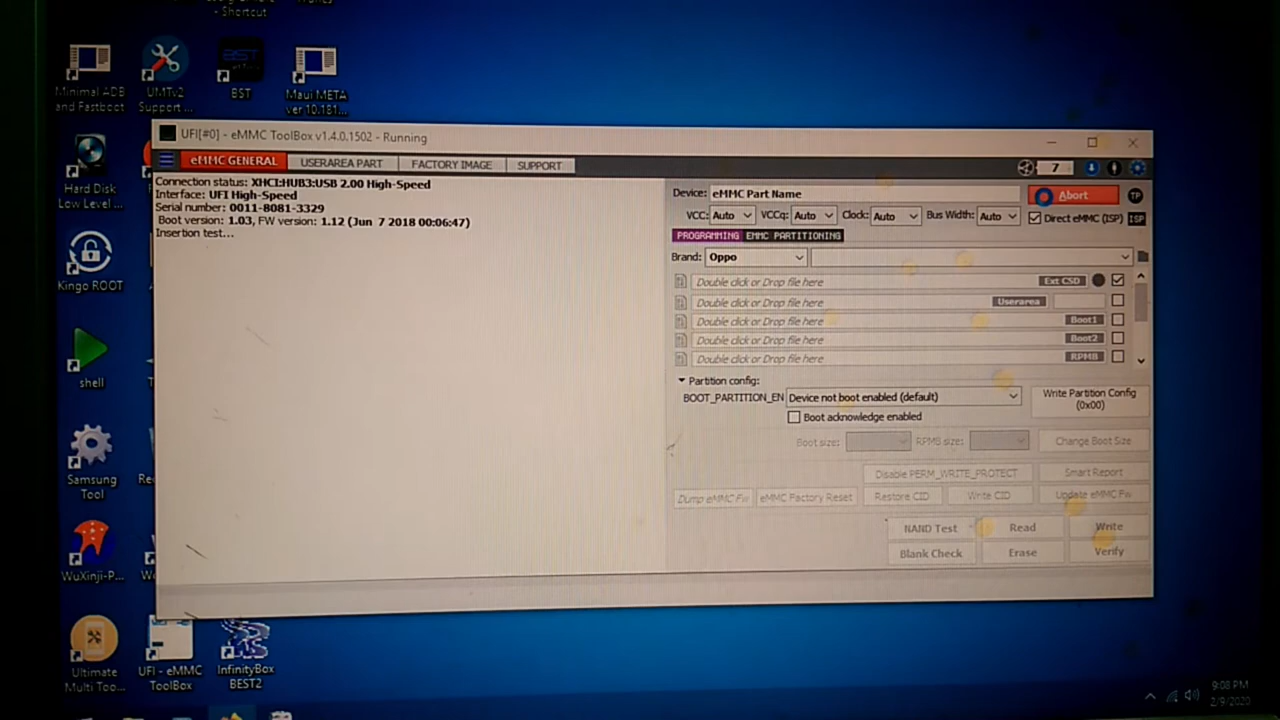 - Shortcut
Minimal ADB
and Fastboot
UMTv2
Support ...
BST
BST
Maui META
ver 10.181...
Hard Disk
Low Level ...
Kingo ROOT
shell
Samsung
Tool
WuXinji-P...
Ultimate
Multi Too...
UFI - eMMC
ToolBox
InfinityBox
BEST2
UFI[#0] - eMMC ToolBox v1.4.0.1502 - Running
eMMC GENERAL
USERAREA PART
FACTORY IMAGE
SUPPORT
7
Connection status: XHCI:HUB3:USB 2.00 High-Speed
Interface: UFI High-Speed
Serial number: 0011-8081-3329
Boot version: 1.03, FW version: 1.12 (Jun 7 2018 00:06:47)
Insertion test...
Device: eMMC Part Name
Abort
TP
VCC: Auto VCCq: Auto Clock: Auto Bus Width: Auto Direct eMMC (ISP) ISP
PROGRAMMING EMMC PARTITIONING
Brand: Oppo
Double click or Drop file here Ext CSD
Double click or Drop file here Userarea
Double click or Drop file here Boot1
Double click or Drop file here Boot2
Double click or Drop file here RPMB
Partition config:
BOOT_PARTITION_EN Device not boot enabled (default)
Write Partition Config
(0x00)
Boot acknowledge enabled
Boot size: RPMB size: Change Boot Size
Disable PERM_WRITE_PROTECT Smart Report
Dump eMMC Fw eMMC Factory Reset Restore CID Write CID Update eMMC Fw
NAND Test Read Write
Blank Check Erase Verify
9:08 PM
2/9/2020